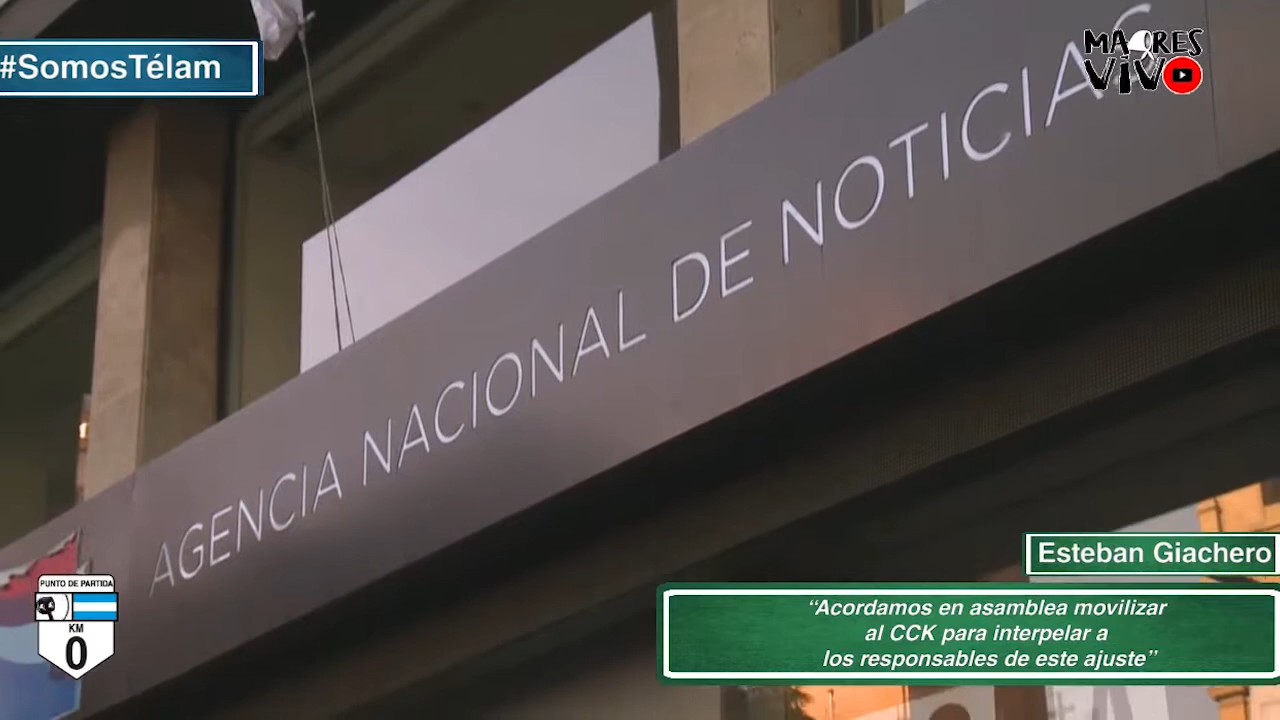 #SomosTélam
MADRES
VIVO
AGENCIA NACIONAL DE NOTICIAS
PUNTO DE PARTIDA
KM
0
Esteban Giachero
“Acordamos en asamblea movilizar
al CCK para interpelar a
los responsables de este ajuste”